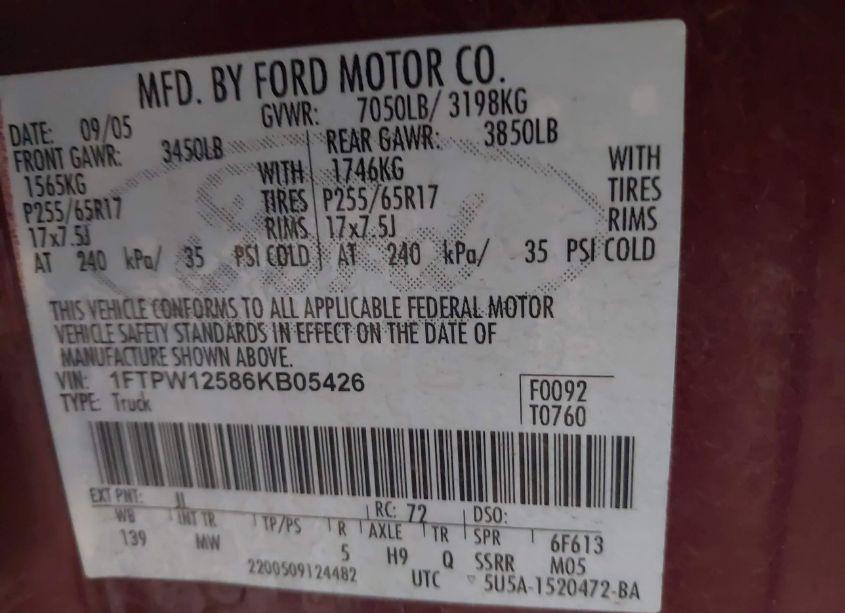 MFD. BY FORD MOTOR CO.
DATE: 09/05 GVWR: 7050LB/ 3198KG
FRONT GAWR: 3450LB REAR GAWR: 3850LB
1565KG WITH 1746KG WITH
P255/65R17 TIRES P255/65R17 TIRES
17x7.5J RIMS 17x7.5J RIMS
AT 240 kPa/ 35 PSI COLD AT 240 kPa/ 35 PSI COLD
THIS VEHICLE CONFORMS TO ALL APPLICABLE FEDERAL MOTOR
VEHICLE SAFETY STANDARDS IN EFFECT ON THE DATE OF
MANUFACTURE SHOWN ABOVE.
VIN: 1FTPW12586KB05426 F0092
TYPE: Truck T0760
EXT PNT: JL RC: 72 DSO:
WB INT TR TP/PS R AXLE TR SPR 6F613
139 MW 5 H9 Q SSRR M05
2200509124482 UTC 5U5A-1520472-BA
Ford